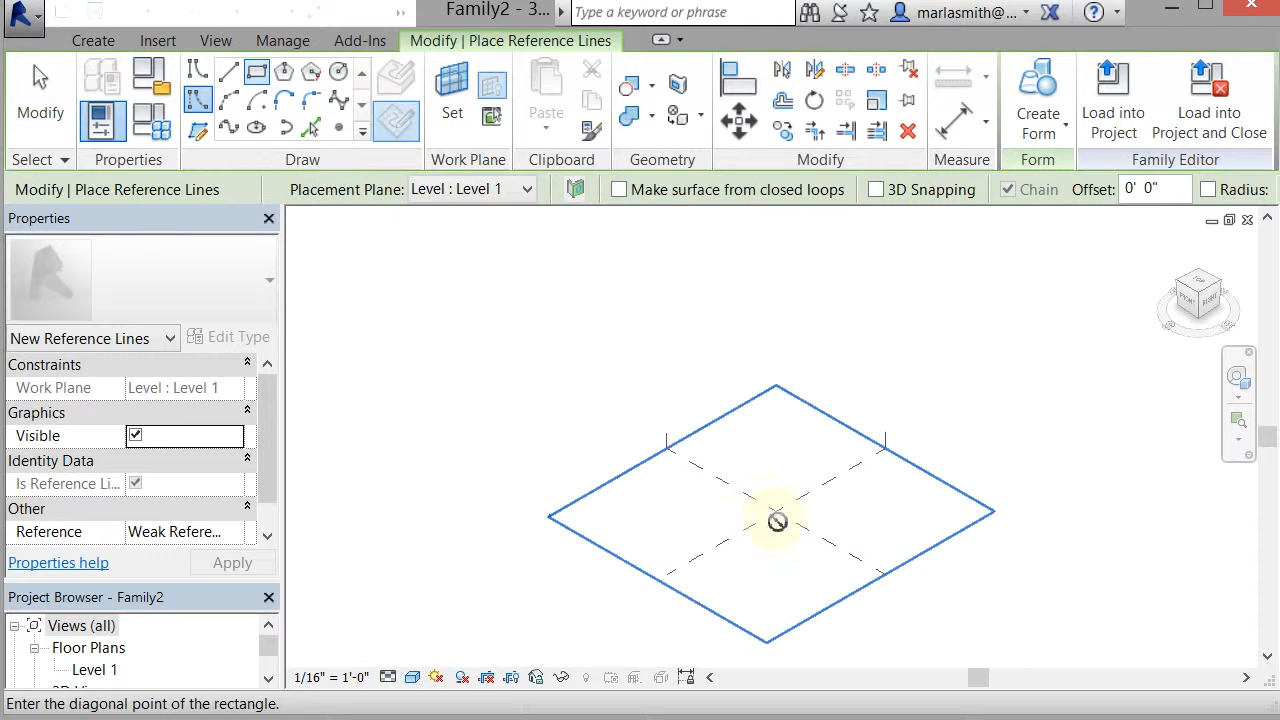 Family2 - 3...
Type a keyword or phrase
marlasmith@...
Create
Insert
View
Manage
Add-Ins
Modify | Place Reference Lines
Modify
Set
Paste
Create Form
Load into Project
Load into Project and Close
Select
Properties
Draw
Work Plane
Clipboard
Geometry
Modify
Measure
Form
Family Editor
Modify | Place Reference Lines
Placement Plane:
Level : Level 1
Make surface from closed loops
3D Snapping
Chain
Offset:
0' 0"
Radius:
Properties
New Reference Lines
Edit Type
Constraints
Work Plane
Level : Level 1
Graphics
Visible
Identity Data
Is Reference Li...
Other
Reference
Weak Refere...
Properties help
Apply
TOP
FRONT
RIGHT
Project Browser - Family2
Views (all)
Floor Plans
Level 1
1/16" = 1'-0"
Enter the diagonal point of the rectangle.